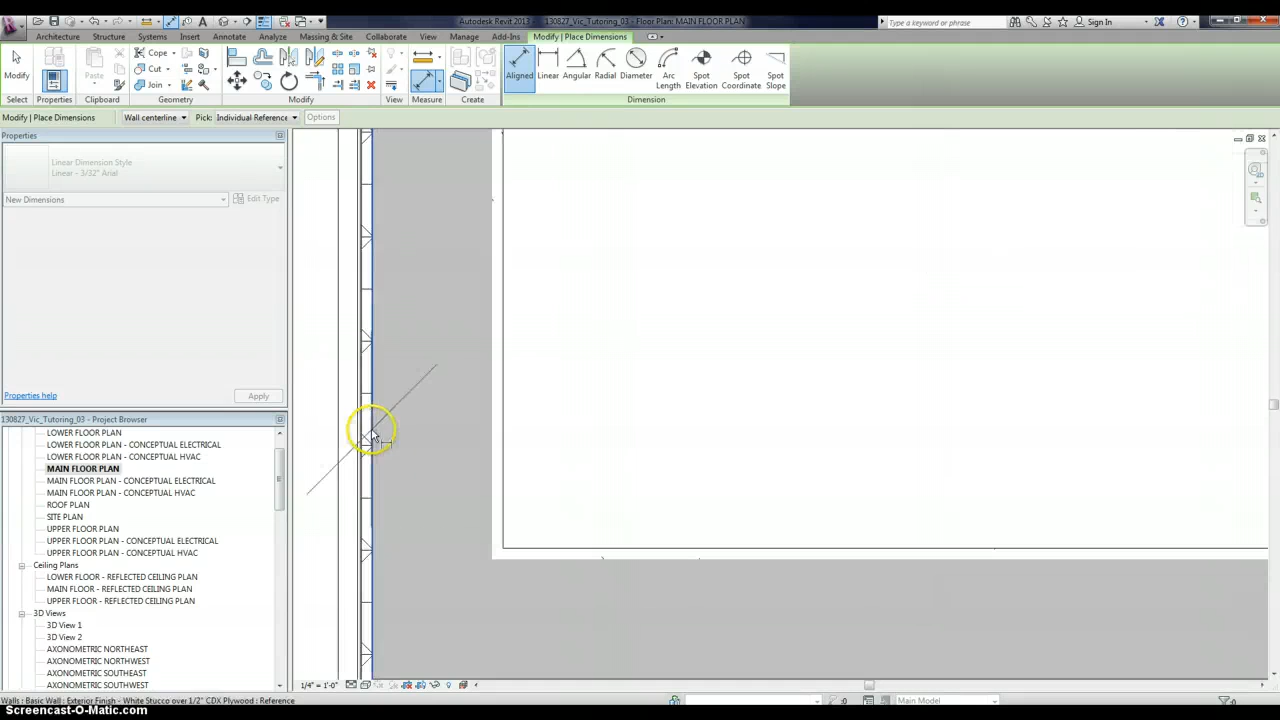 Autodesk Revit 2013 - 130827_Vic_Tutoring_03 - Floor Plan: MAIN FLOOR PLAN
Type a keyword or phrase
Sign In
Architecture Structure Systems Insert Annotate Analyze Massing & Site Collaborate View Manage Add-Ins Modify | Place Dimensions
Modify Paste Cope Cut Join Aligned Linear Angular Radial Diameter Arc Length Spot Elevation Spot Coordinate Spot Slope
Select Properties Clipboard Geometry Modify View Measure Create Dimension
Modify | Place Dimensions Wall centerline Pick: Individual Reference Options
Properties
Linear Dimension Style
Linear - 3/32" Arial
New Dimensions Edit Type
Properties help Apply
130827_Vic_Tutoring_03 - Project Browser
LOWER FLOOR PLAN
LOWER FLOOR PLAN - CONCEPTUAL ELECTRICAL
LOWER FLOOR PLAN - CONCEPTUAL HVAC
MAIN FLOOR PLAN
MAIN FLOOR PLAN - CONCEPTUAL ELECTRICAL
MAIN FLOOR PLAN - CONCEPTUAL HVAC
ROOF PLAN
SITE PLAN
UPPER FLOOR PLAN
UPPER FLOOR PLAN - CONCEPTUAL ELECTRICAL
UPPER FLOOR PLAN - CONCEPTUAL HVAC
Ceiling Plans
LOWER FLOOR - REFLECTED CEILING PLAN
MAIN FLOOR - REFLECTED CEILING PLAN
UPPER FLOOR - REFLECTED CEILING PLAN
3D Views
3D View 1
3D View 2
AXONOMETRIC NORTHEAST
AXONOMETRIC NORTHWEST
AXONOMETRIC SOUTHEAST
AXONOMETRIC SOUTHWEST
1/4" = 1'-0"
Walls : Basic Wall : Exterior Finish - White Stucco over 1/2" CDX Plywood : Reference
:0 Main Model :0
Screencast-O-Matic.com